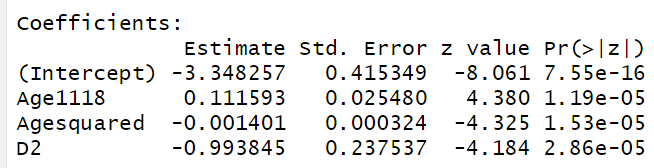 Coefficients:
Estimate Std. Error z value Pr(>|z|)
(Intercept) -3.348257 0.415349 -8.061 7.55e-16
Age1118 0.111593 0.025480 4.380 1.19e-05
Agesquared -0.001401 0.000324 -4.325 1.53e-05
D2 -0.993845 0.237537 -4.184 2.86e-05